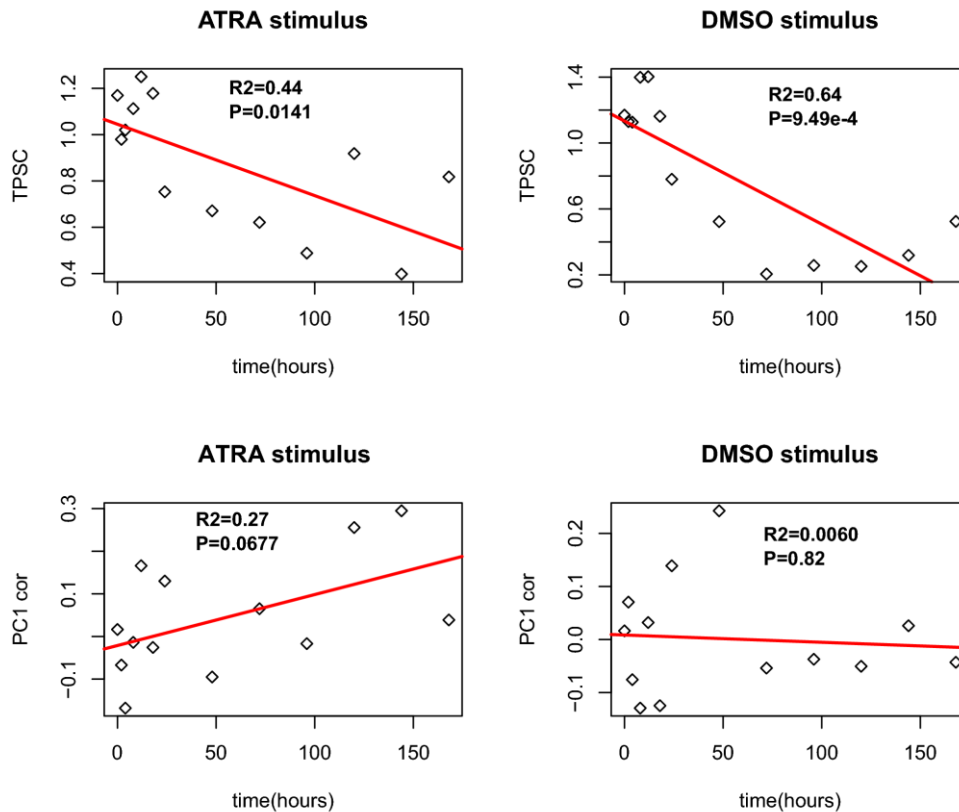 ATRA stimulus
R2=0.44
P=0.0141
TPSC
1.2
1.0
0.8
0.6
0.4
0
50
100
150
time(hours)
DMSO stimulus
R2=0.64
P=9.49e-4
TPSC
1.4
1.0
0.6
0.2
0
50
100
150
time(hours)
ATRA stimulus
R2=0.27
P=0.0677
PC1 cor
0.3
0.1
−0.1
0
50
100
150
time(hours)
DMSO stimulus
R2=0.0060
P=0.82
PC1 cor
0.2
0.1
0.0
−0.1
0
50
100
150
time(hours)